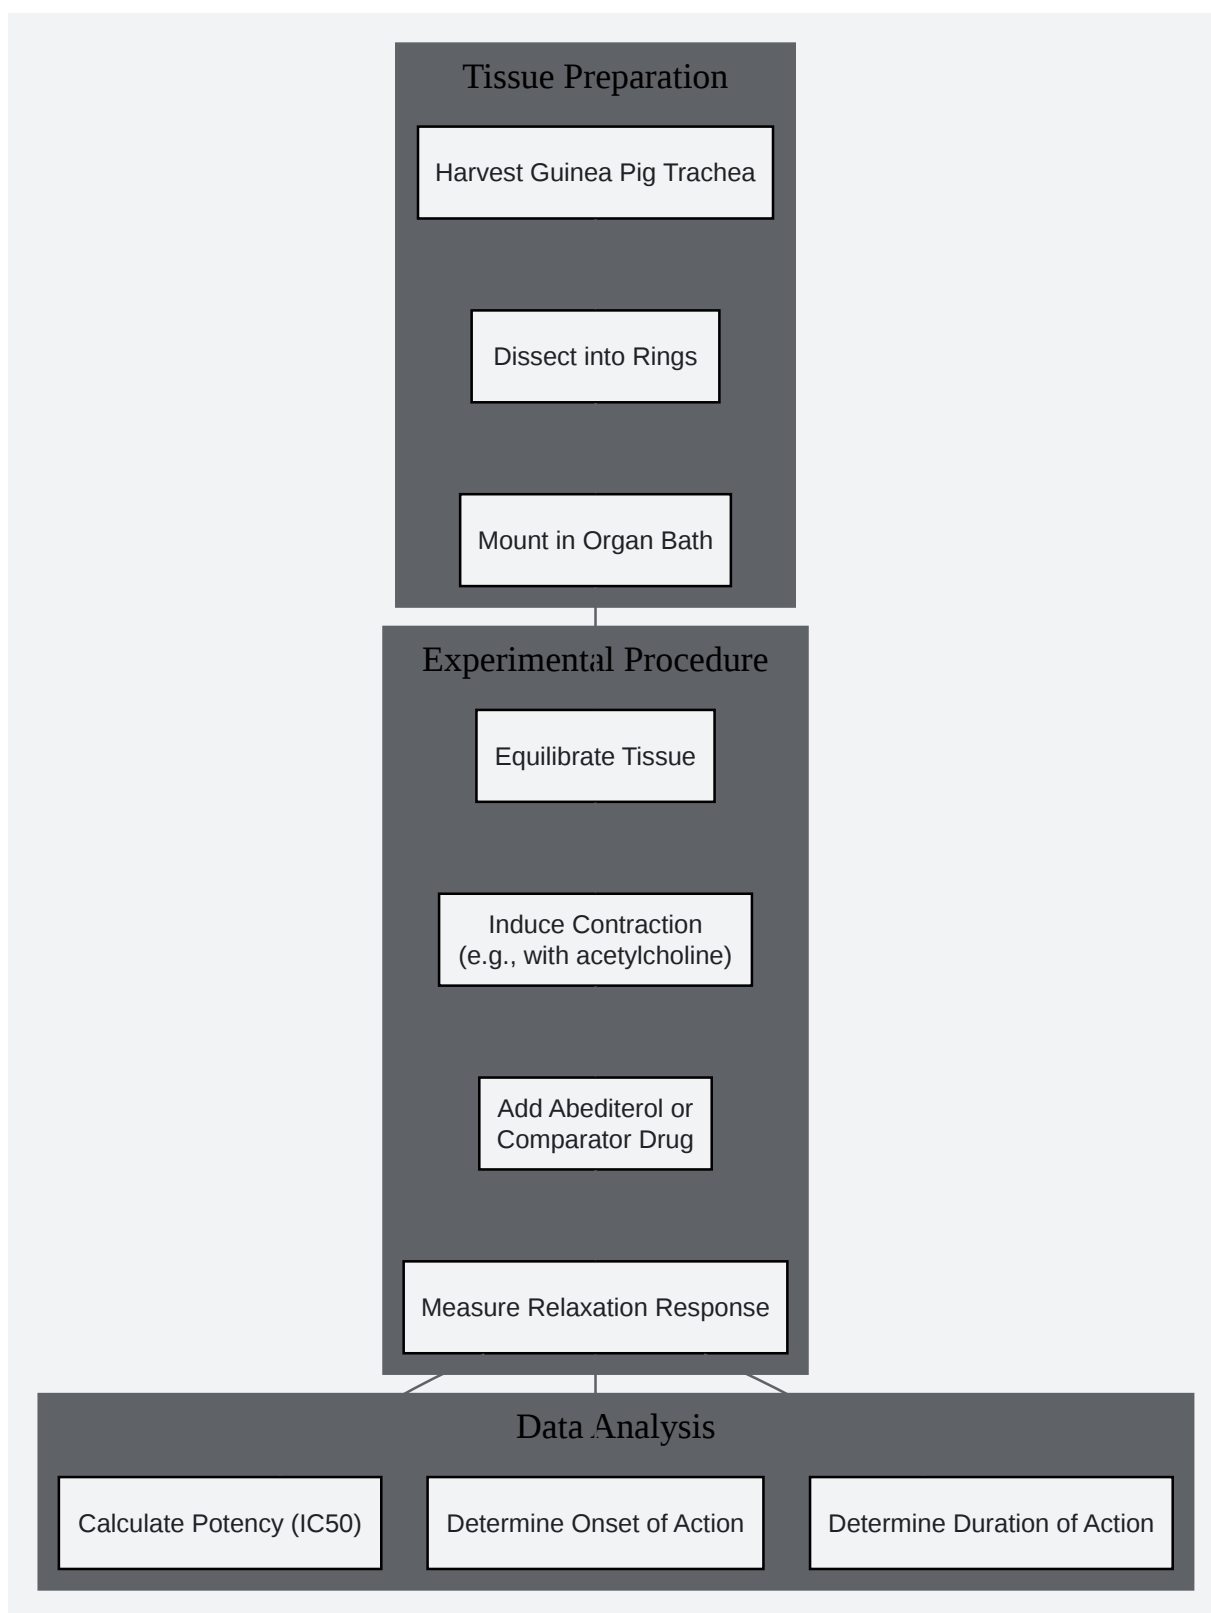 Tissue Preparation
Harvest Guinea Pig Trachea
Dissect into Rings
Mount in Organ Bath
Experimental Procedure
Equilibrate Tissue
Induce Contraction
(e.g., with acetylcholine)
Add Abediterol or
Comparator Drug
Measure Relaxation Response
Data Analysis
Calculate Potency (IC50)
Determine Onset of Action
Determine Duration of Action